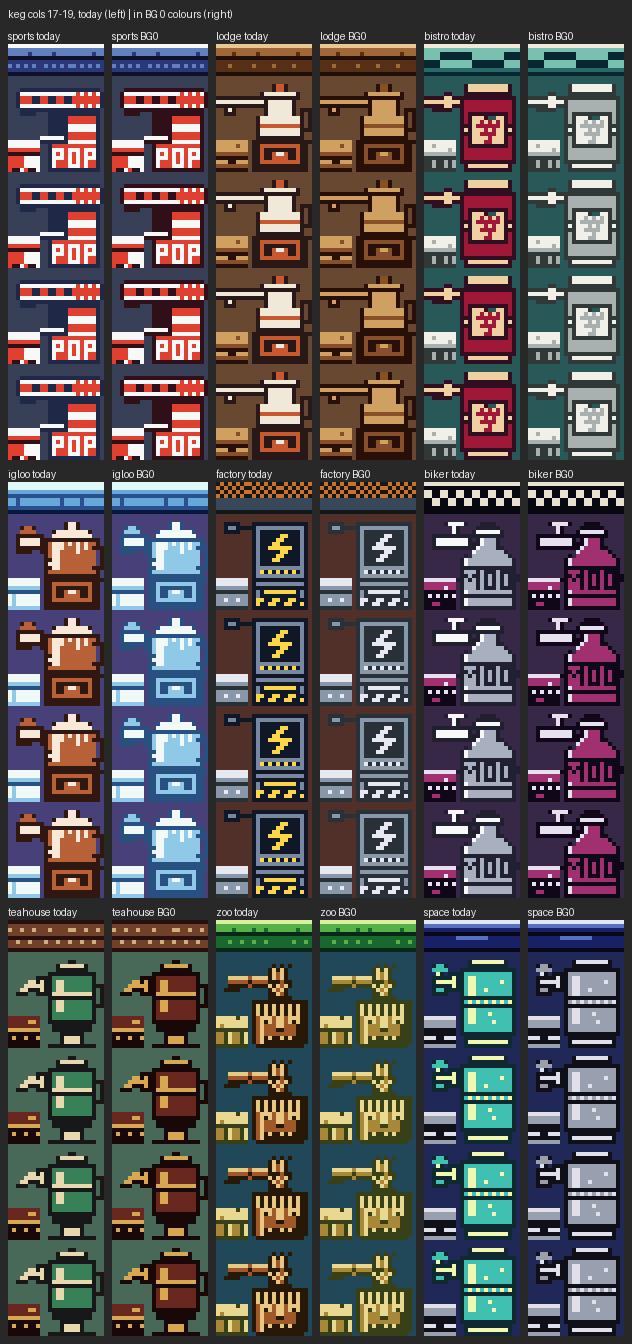 keg cols 17-19, today (left) | in BG 0 colours (right)
sports today sports BG0 lodge today lodge BG0 bistro today bistro BG0
POP POP
POP POP
POP POP
POP POP
igloo today igloo BG0 factory today factory BG0 biker today biker BG0
teahouse today teahouse BG0 zoo today zoo BG0 space today space BG0